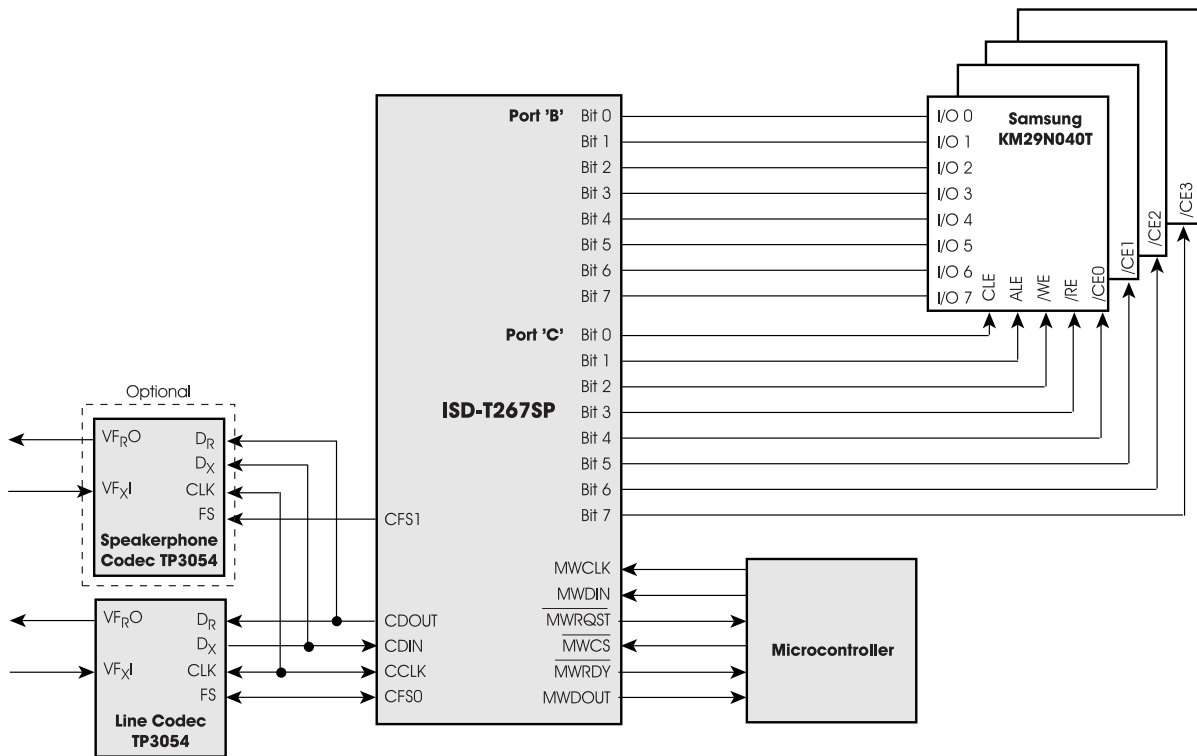 Port 'B' Bit 0
Bit 1
Bit 2
Bit 3
Bit 4
Bit 5
Bit 6
Bit 7
Port 'C' Bit 0
Bit 1
Bit 2
Bit 3
Bit 4
Bit 5
Bit 6
Bit 7
ISD-T267SP
CFS1
CDOUT
CDIN
CCLK
CFS0
MWCLK
MWDIN
MWRQST
MWCS
MWRDY
MWDOUT
Samsung
KM29N040T
I/O 0
I/O 1
I/O 2
I/O 3
I/O 4
I/O 5
I/O 6
I/O 7
CLE
ALE
/WE
/RE
/CE0
/CE1
/CE2
/CE3
Optional
VFRO DR
DX
VFXI CLK
FS
Speakerphone
Codec TP3054
VFRO DR
DX
VFXI CLK
FS
Line Codec
TP3054
Microcontroller